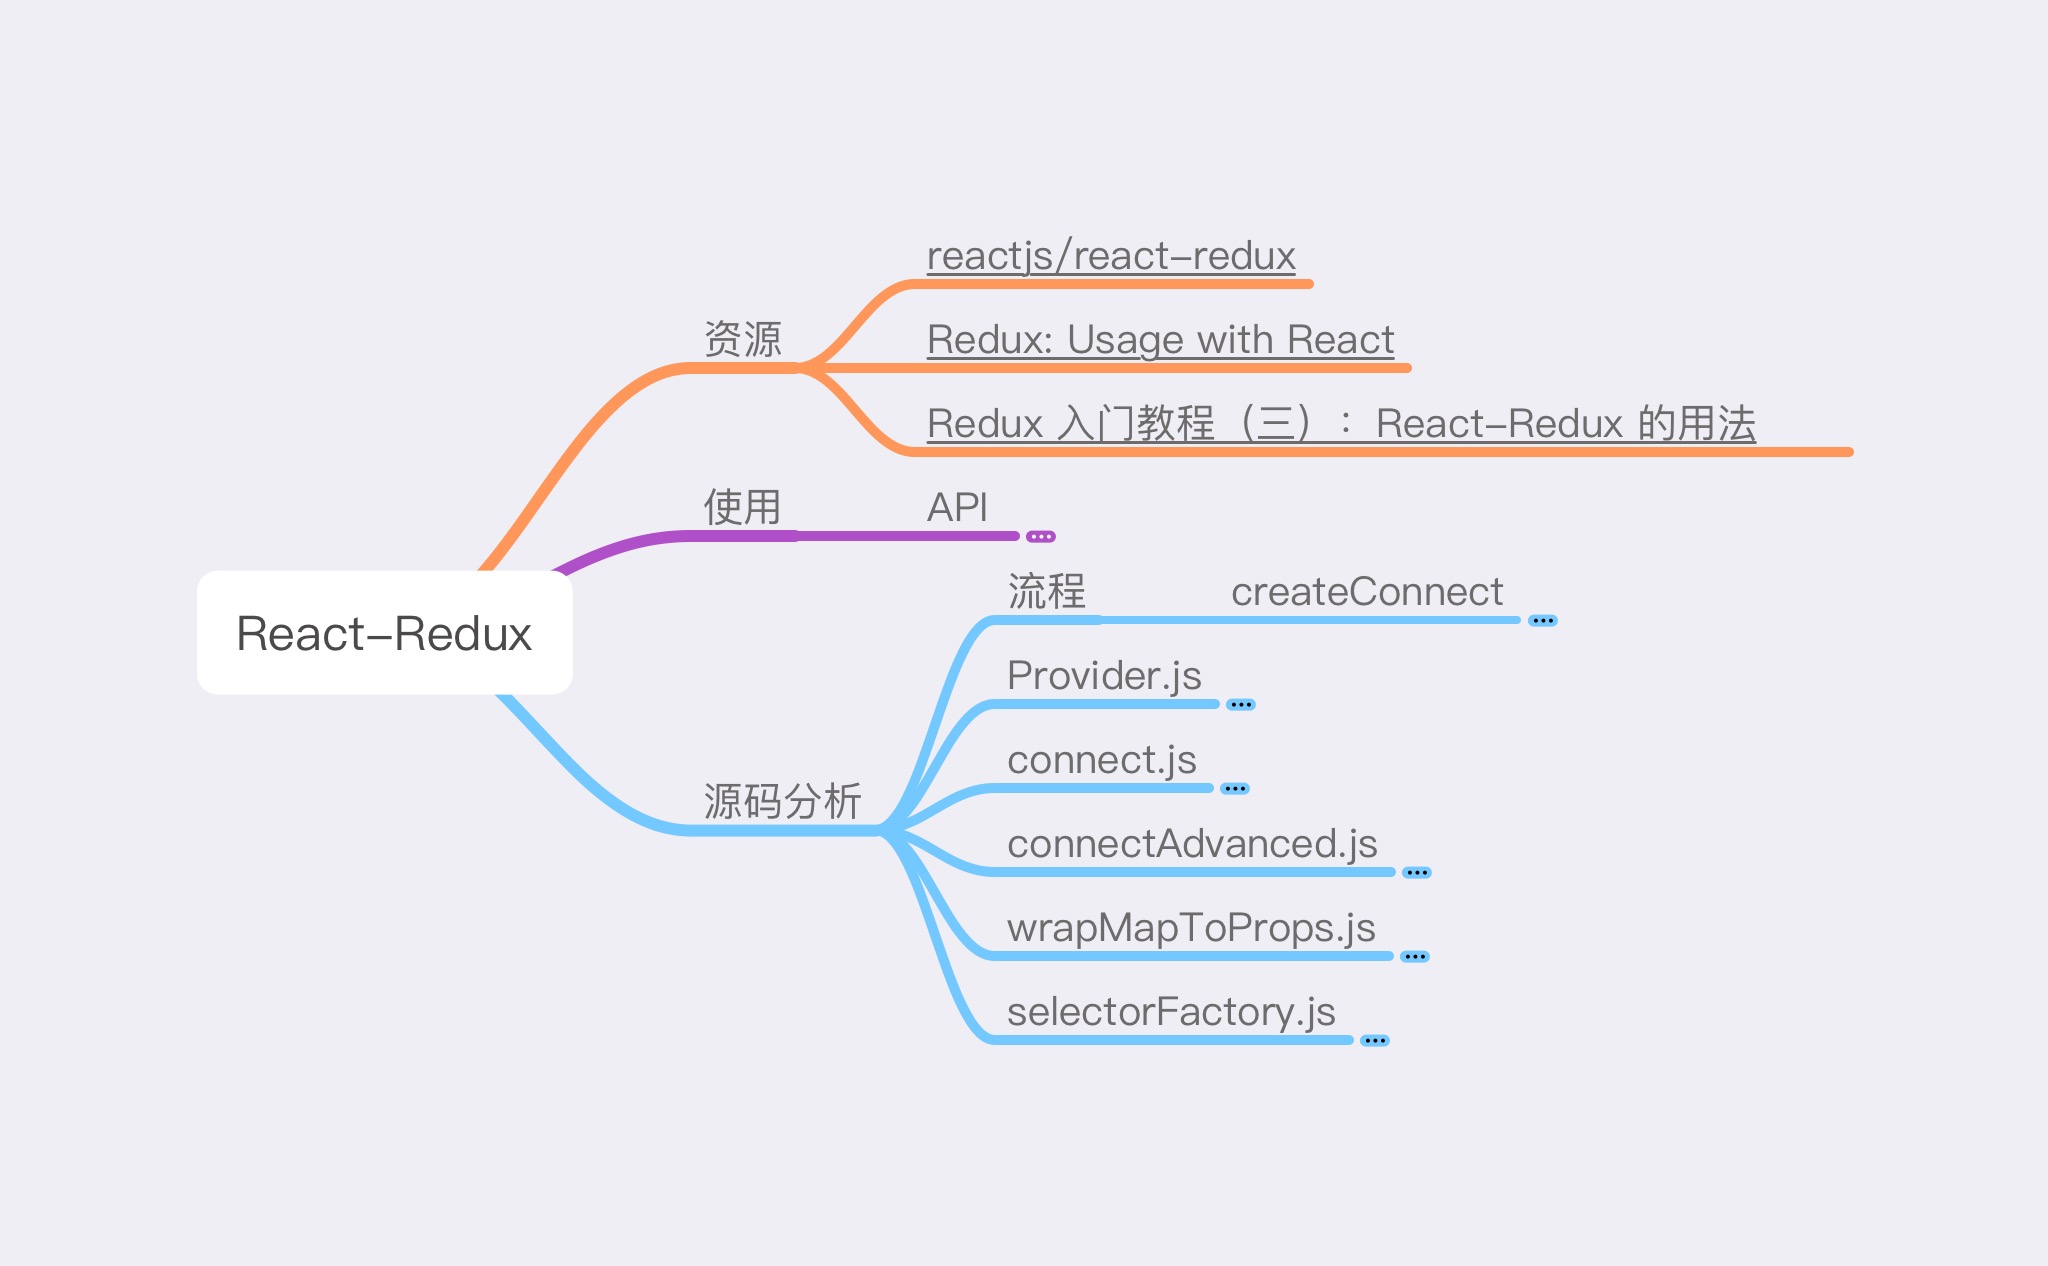 React-Redux
资源
reactjs/react-redux
Redux: Usage with React
Redux 入门教程（三）：React-Redux 的用法
使用
API
源码分析
流程
createConnect
Provider.js
connect.js
connectAdvanced.js
wrapMapToProps.js
selectorFactory.js